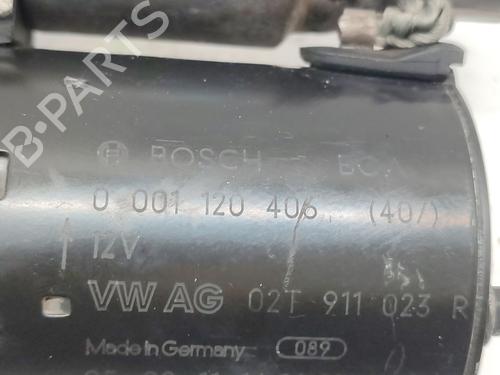 B-PARTS
BOSCH
0 001 120 406 (407)
12V
VW AG 02T 911 023 R
Made in Germany 089